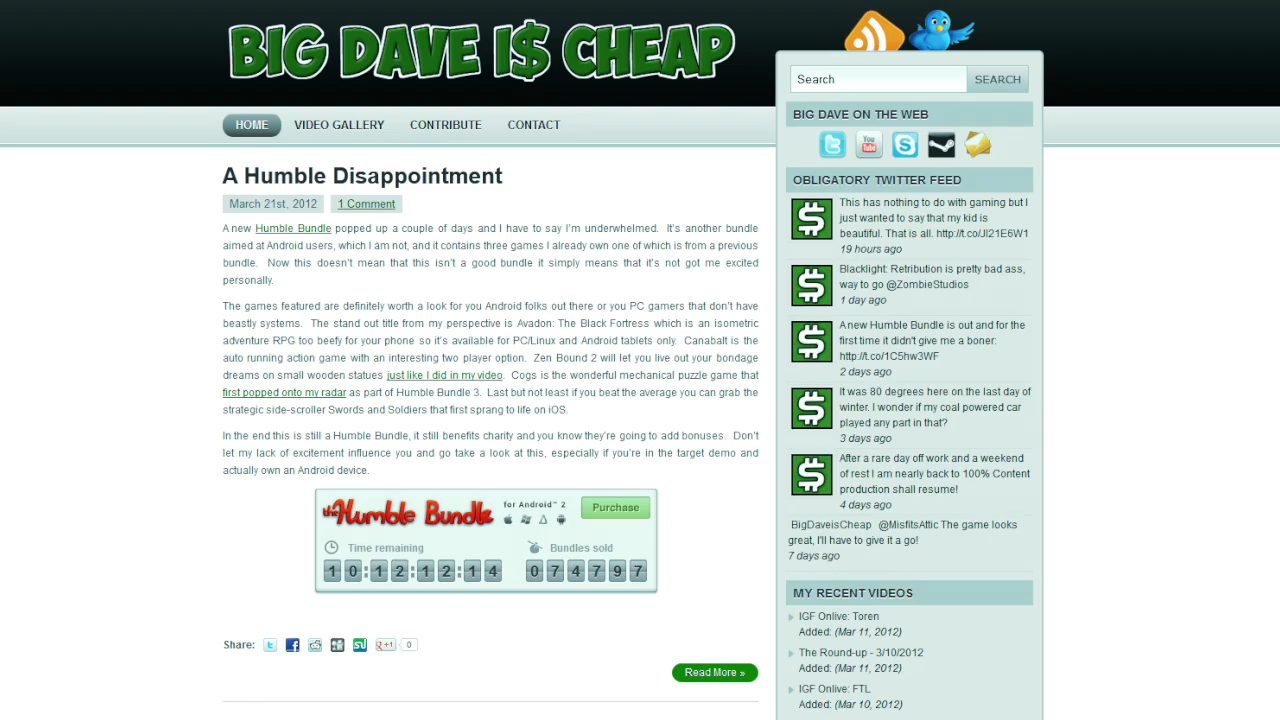 BIG DAVE I$ CHEAP
HOME VIDEO GALLERY CONTRIBUTE CONTACT
A Humble Disappointment
March 21st, 2012 1 Comment
A new Humble Bundle popped up a couple of days and I have to say I'm underwhelmed. It's another bundle
aimed at Android users, which I am not, and it contains three games I already own one of which is from a previous
bundle. Now this doesn't mean that this isn't a good bundle it simply means that it's not got me excited
personally.
The games featured are definitely worth a look for you Android folks out there or you PC gamers that don't have
beastly systems. The stand out title from my perspective is Avadon: The Black Fortress which is an isometric
adventure RPG too beefy for your phone so it's available for PC/Linux and Android tablets only. Canabalt is the
auto running action game with an interesting two player option. Zen Bound 2 will let you live out your bondage
dreams on small wooden statues just like I did in my video. Cogs is the wonderful mechanical puzzle game that
first popped onto my radar as part of Humble Bundle 3. Last but not least if you beat the average you can grab the
strategic side-scroller Swords and Soldiers that first sprang to life on iOS.
In the end this is still a Humble Bundle, it still benefits charity and you know they're going to add bonuses. Don't
let my lack of excitement influence you and go take a look at this, especially if you're in the target demo and
actually own an Android device.
the Humble Bundle for Android™ 2 Purchase
Time remaining Bundles sold
10:12:12:14 074797
Share: g+1 0
Read More »
Search SEARCH
BIG DAVE ON THE WEB
You Tube
OBLIGATORY TWITTER FEED
This has nothing to do with gaming but I
just wanted to say that my kid is
beautiful. That is all. http://t.co/Jl21E6W1
19 hours ago
Blacklight: Retribution is pretty bad ass,
way to go @ZombieStudios
1 day ago
A new Humble Bundle is out and for the
first time it didn't give me a boner:
http://t.co/1C5hw3WF
2 days ago
It was 80 degrees here on the last day of
winter. I wonder if my coal powered car
played any part in that?
3 days ago
After a rare day off work and a weekend
of rest I am nearly back to 100% Content
production shall resume!
4 days ago
BigDaveisCheap @MisfitsAttic The game looks
great, I'll have to give it a go!
7 days ago
MY RECENT VIDEOS
IGF Onlive: Toren
Added: (Mar 11, 2012)
The Round-up - 3/10/2012
Added: (Mar 11, 2012)
IGF Onlive: FTL
Added: (Mar 10, 2012)